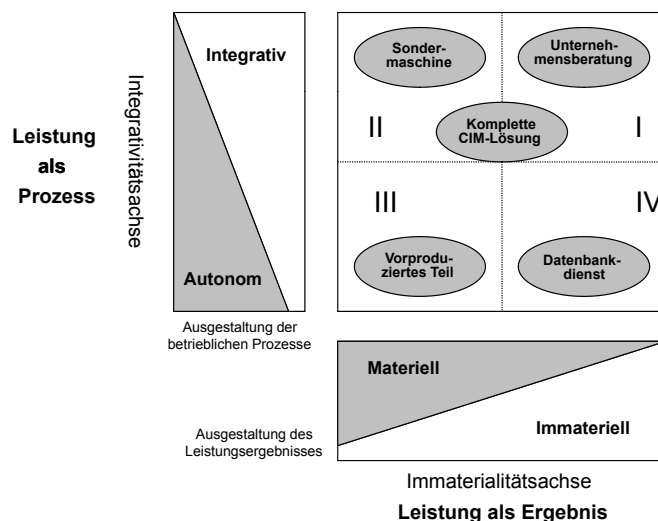 Leistung
als
Prozess
Integrativitätsachse
Integrativ
Autonom
Ausgestaltung der
betrieblichen Prozesse
Sonder-
maschine
Unterneh-
mensberatung
II
Komplette
CIM-Lösung
I
III
IV
Vorprodu-
ziertes Teil
Datenbank-
dienst
Materiell
Immateriell
Ausgestaltung des
Leistungsergebnisses
Immaterialitätsachse
Leistung als Ergebnis